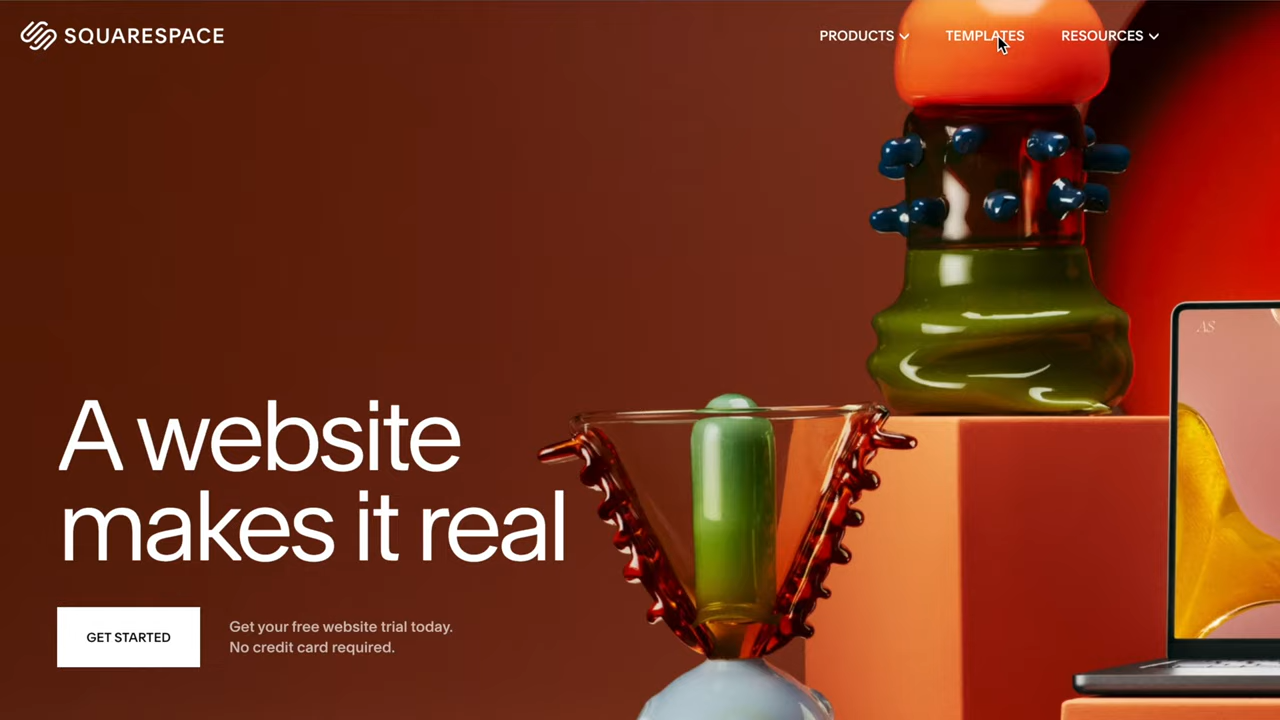 SQUARESPACE
PRODUCTS
TEMPLATES
RESOURCES
AS
A website
makes it real
GET STARTED
Get your free website trial today.
No credit card required.